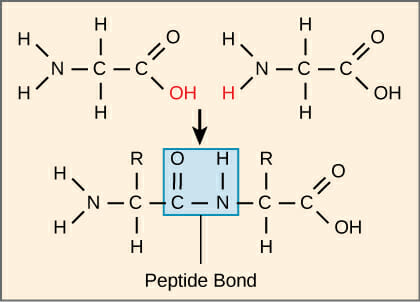 H H O H H O
N C C N C C
H H OH H H OH
R O H R O
H N C C N C C
H H H OH
Peptide Bond